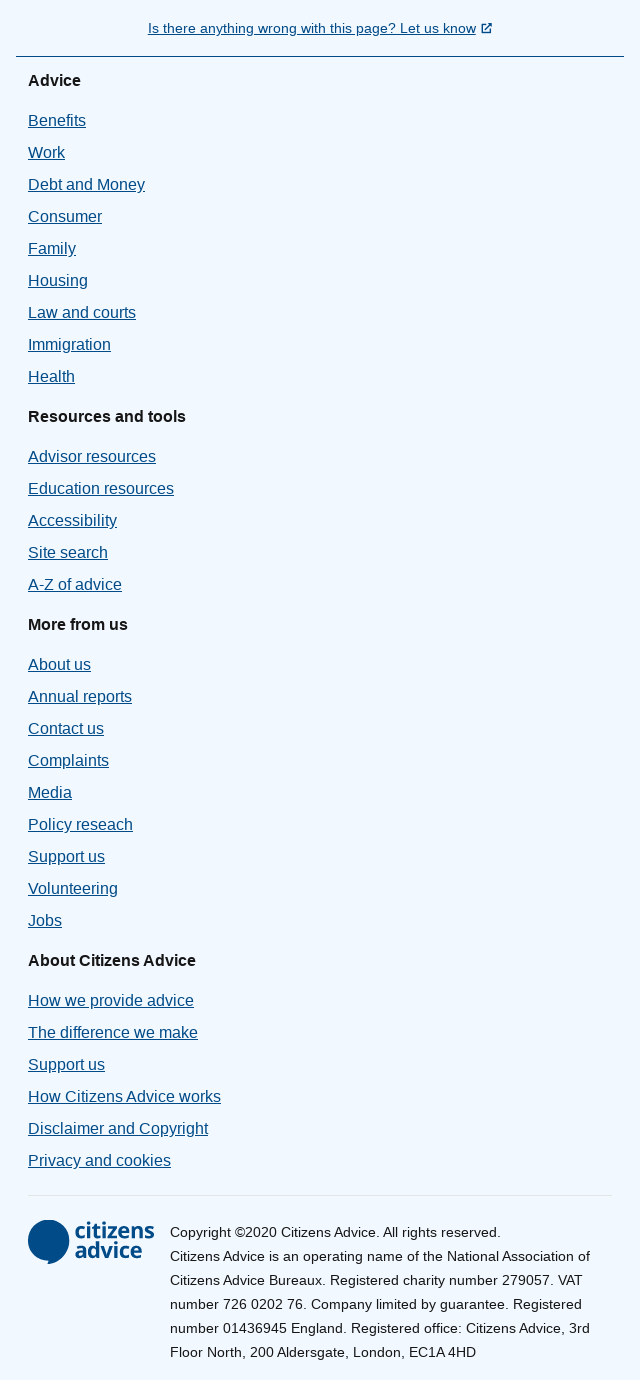 Is there anything wrong with this page? Let us know
Advice
Benefits
Work
Debt and Money
Consumer
Family
Housing
Law and courts
Immigration
Health
Resources and tools
Advisor resources
Education resources
Accessibility
Site search
A-Z of advice
More from us
About us
Annual reports
Contact us
Complaints
Media
Policy reseach
Support us
Volunteering
Jobs
About Citizens Advice
How we provide advice
The difference we make
Support us
How Citizens Advice works
Disclaimer and Copyright
Privacy and cookies
citizens
advice
Copyright ©2020 Citizens Advice. All rights reserved.
Citizens Advice is an operating name of the National Association of
Citizens Advice Bureaux. Registered charity number 279057. VAT
number 726 0202 76. Company limited by guarantee. Registered
number 01436945 England. Registered office: Citizens Advice, 3rd
Floor North, 200 Aldersgate, London, EC1A 4HD